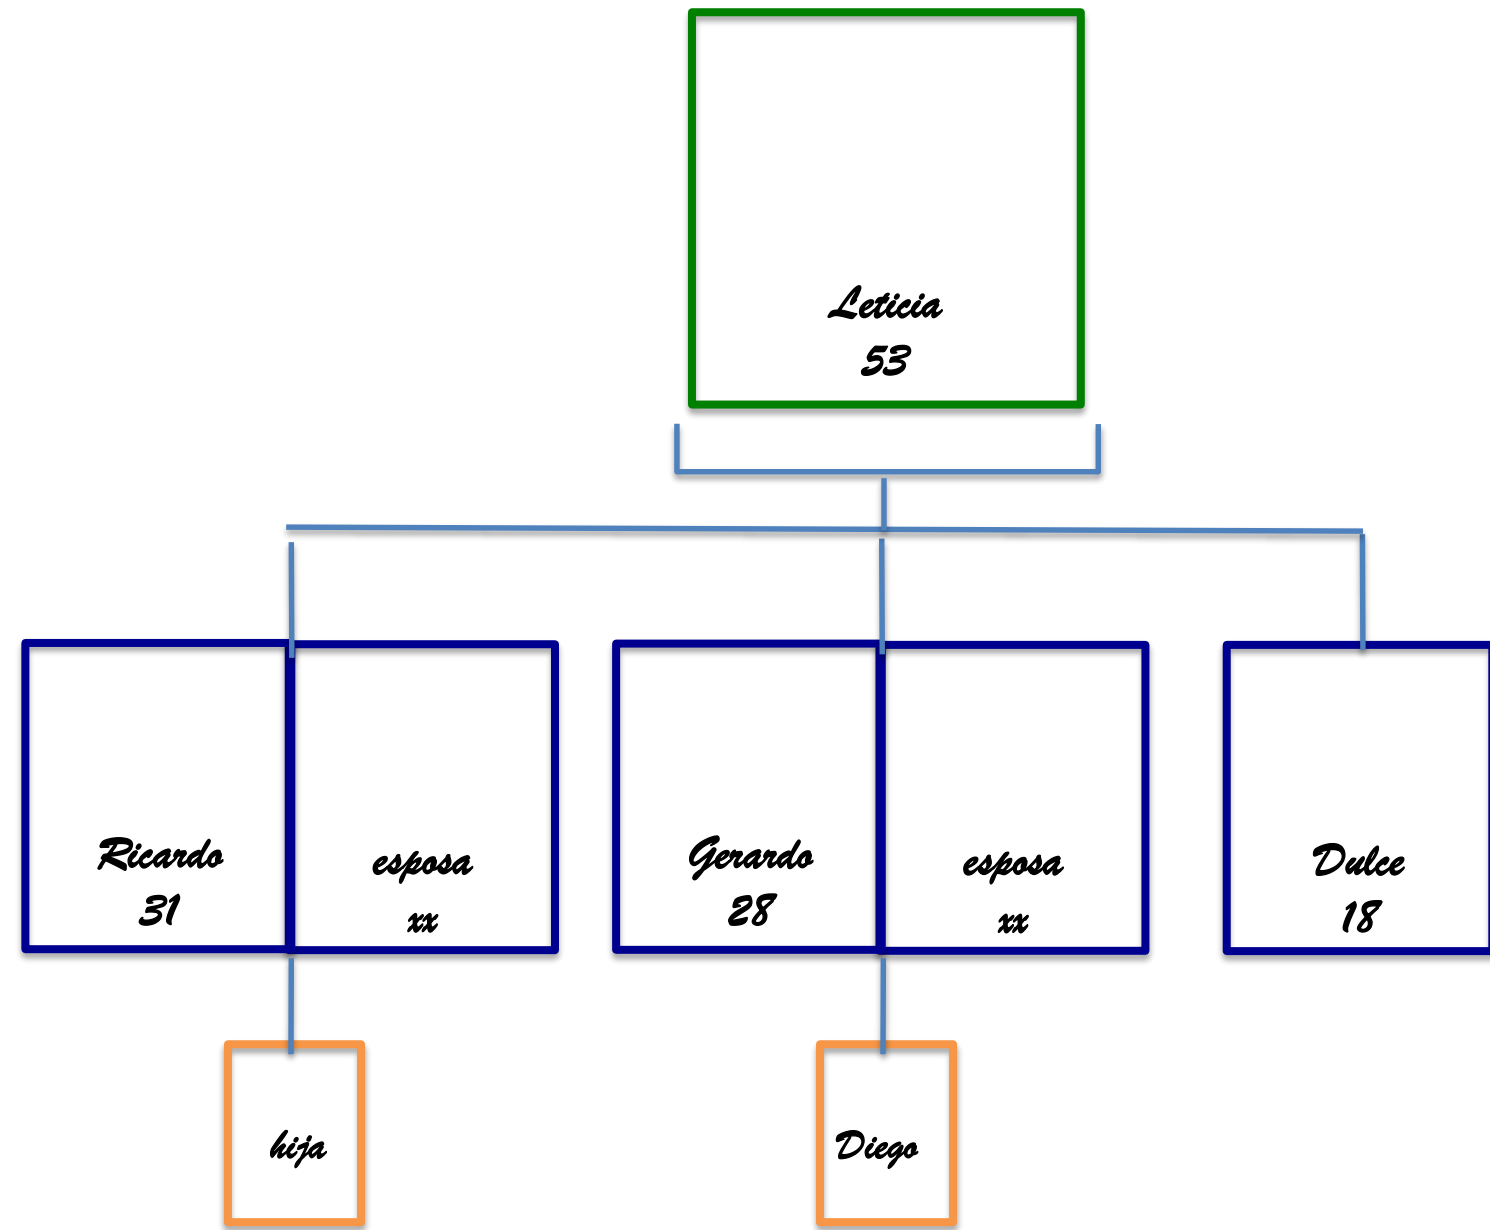 Leticia
53
Ricardo
31
esposa
xx
Gerardo
28
esposa
xx
Dulce
18
hija
Diego